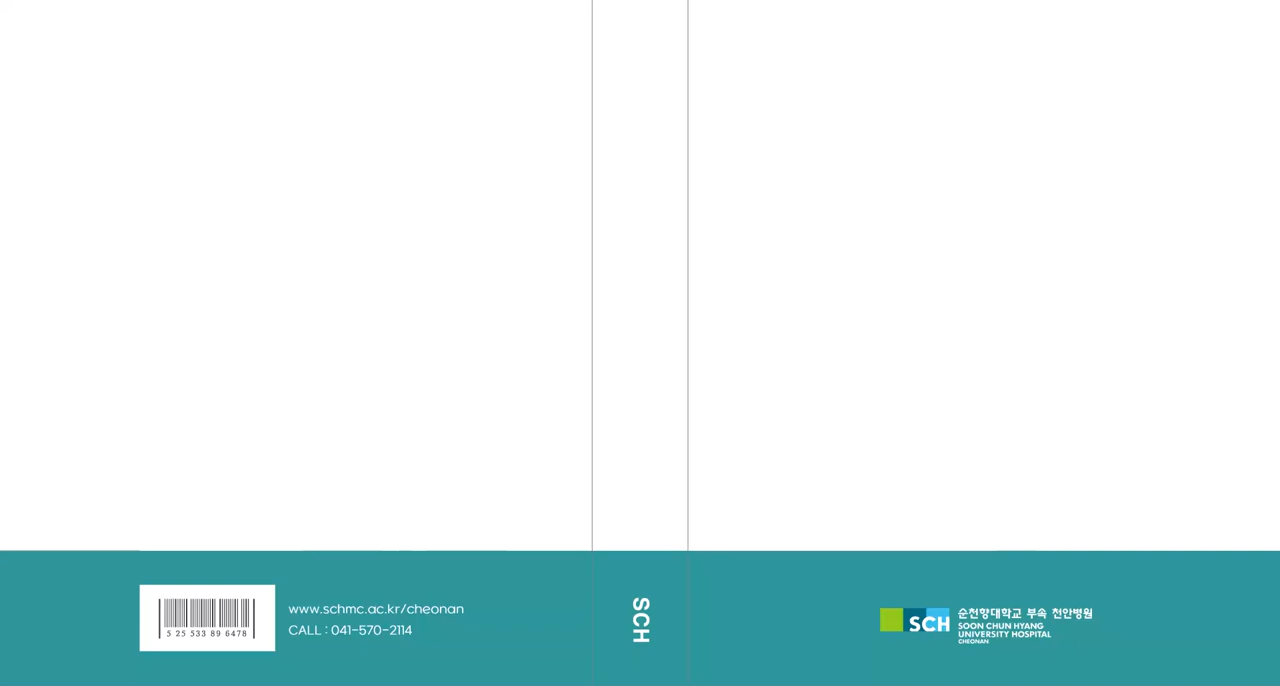 5 25 533 89 6478
www.schmc.ac.kr/cheonan
CALL : 041-570-2114
SCH
SCH
순천향대학교 부속 천안병원
SOON CHUN HYANG
UNIVERSITY HOSPITAL
CHEONAN